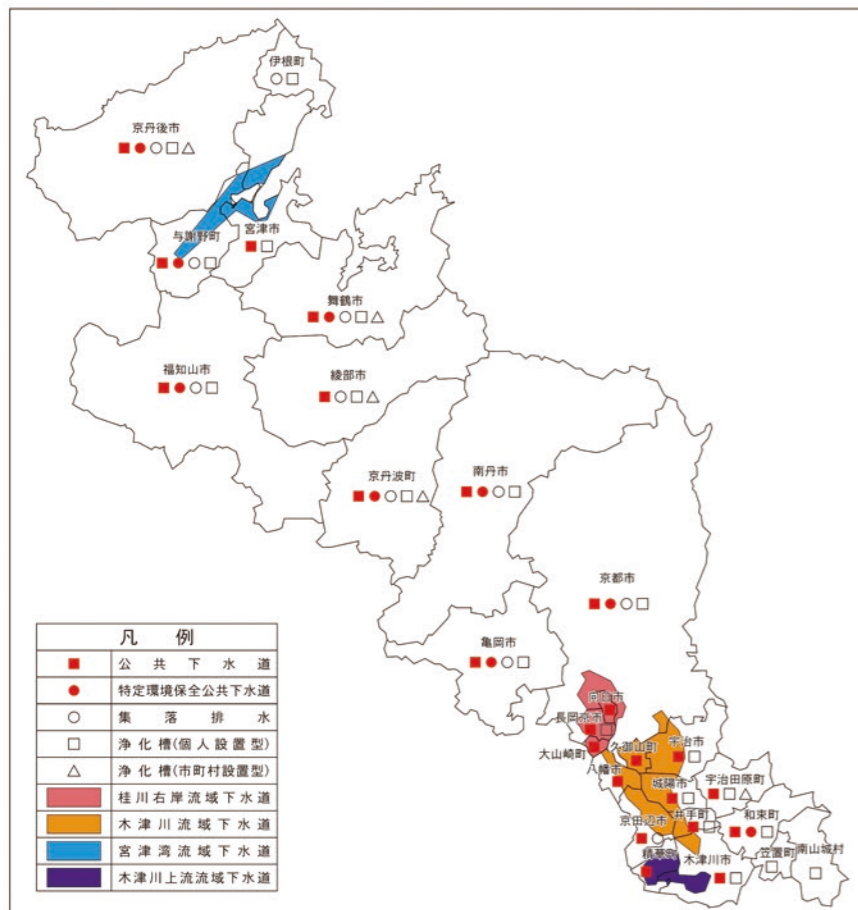 伊根町
京丹後市
与謝野町
宮津市
舞鶴市
福知山市
綾部市
京丹波町
南丹市
京都市
亀岡市
向日市
長岡京市
大山崎町
久御山町
宇治市
八幡市
城陽市
宇治田原町
京田辺市
井手町
和束町
精華町
木津川市
笠置町
南山城村
凡例
公共下水道
特定環境保全公共下水道
集落排水
浄化槽(個人設置型)
浄化槽(市町村設置型)
桂川右岸流域下水道
木津川流域下水道
宮津湾流域下水道
木津川上流流域下水道